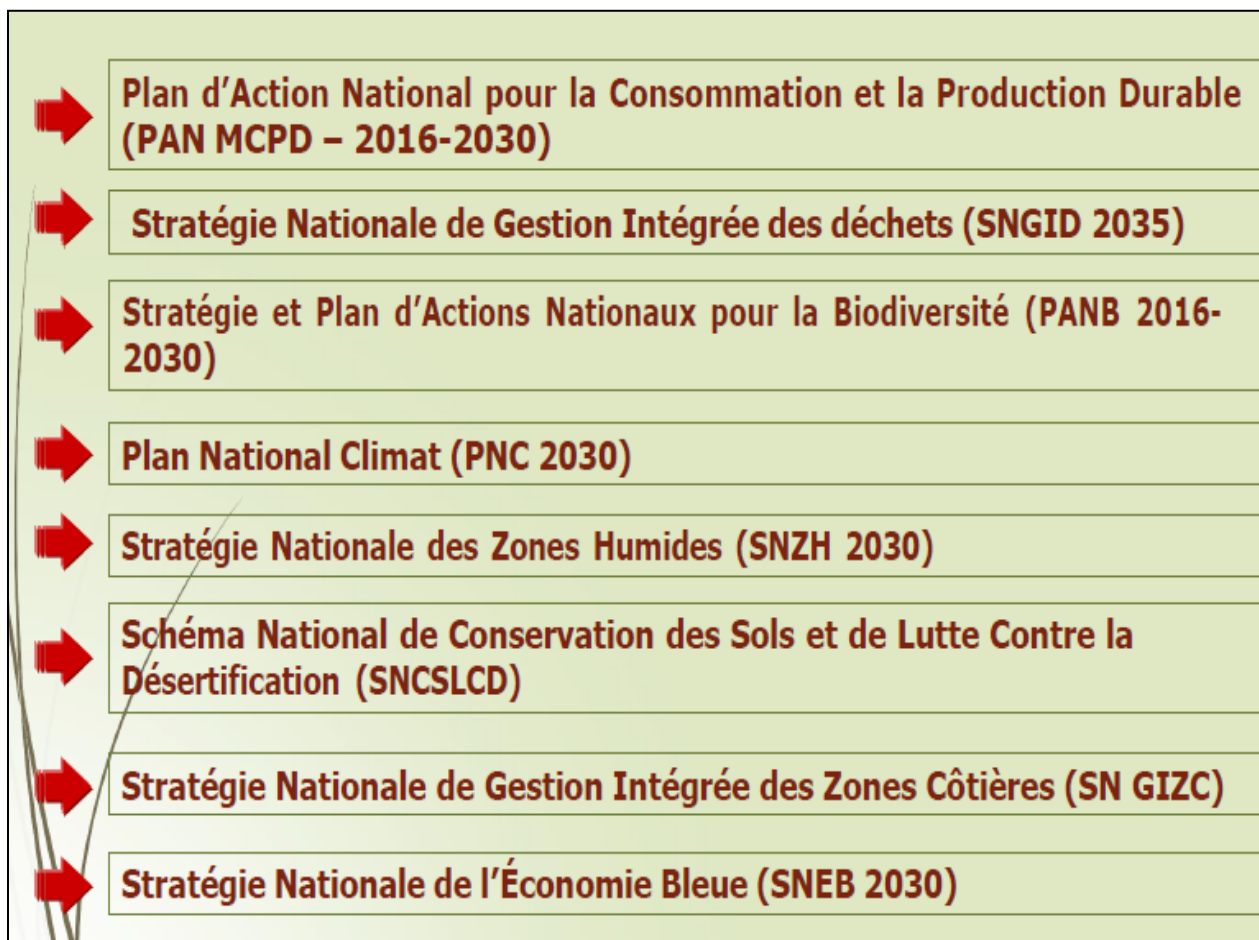 Plan d’Action National pour la Consommation et la Production Durable
(PAN MCPD – 2016-2030)
Stratégie Nationale de Gestion Intégrée des déchets (SNGID 2035)
Stratégie et Plan d’Actions Nationaux pour la Biodiversité (PANB 2016-
2030)
Plan National Climat (PNC 2030)
Stratégie Nationale des Zones Humides (SNZH 2030)
Schéma National de Conservation des Sols et de Lutte Contre la
Désertification (SNCSLCD)
Stratégie Nationale de Gestion Intégrée des Zones Côtières (SN GIZC)
Stratégie Nationale de l’Économie Bleue (SNEB 2030)